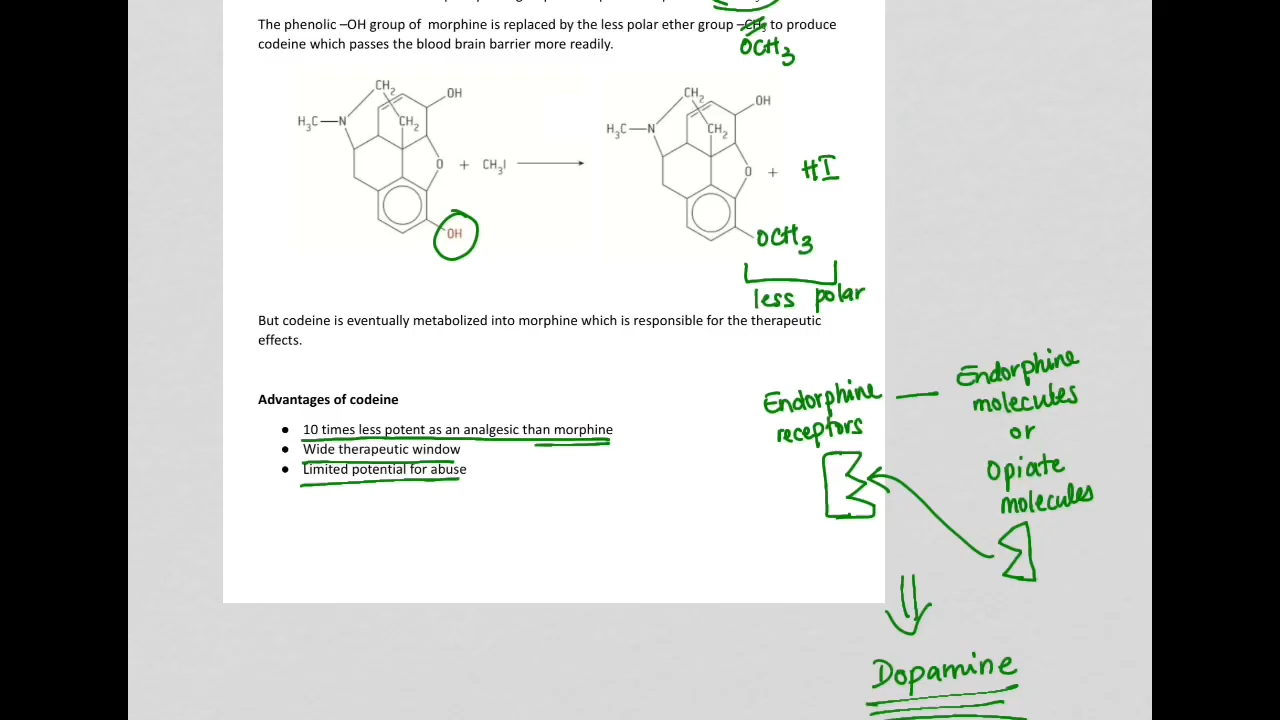 The phenolic –OH group of morphine is replaced by the less polar ether group –CH₃ to produce
OCH₃
codeine which passes the blood brain barrier more readily.
CH₂
OH
H₃C—N
CH₂
O
+ CH₃I
OH
CH₂
OH
H₃C—N
CH₂
O
+ HI
OCH₃
less polar
But codeine is eventually metabolized into morphine which is responsible for the therapeutic
effects.
Advantages of codeine
● 10 times less potent as an analgesic than morphine
● Wide therapeutic window
● Limited potential for abuse
Endorphine
receptors
Endorphine
molecules
or
Opiate
molecules
Dopamine